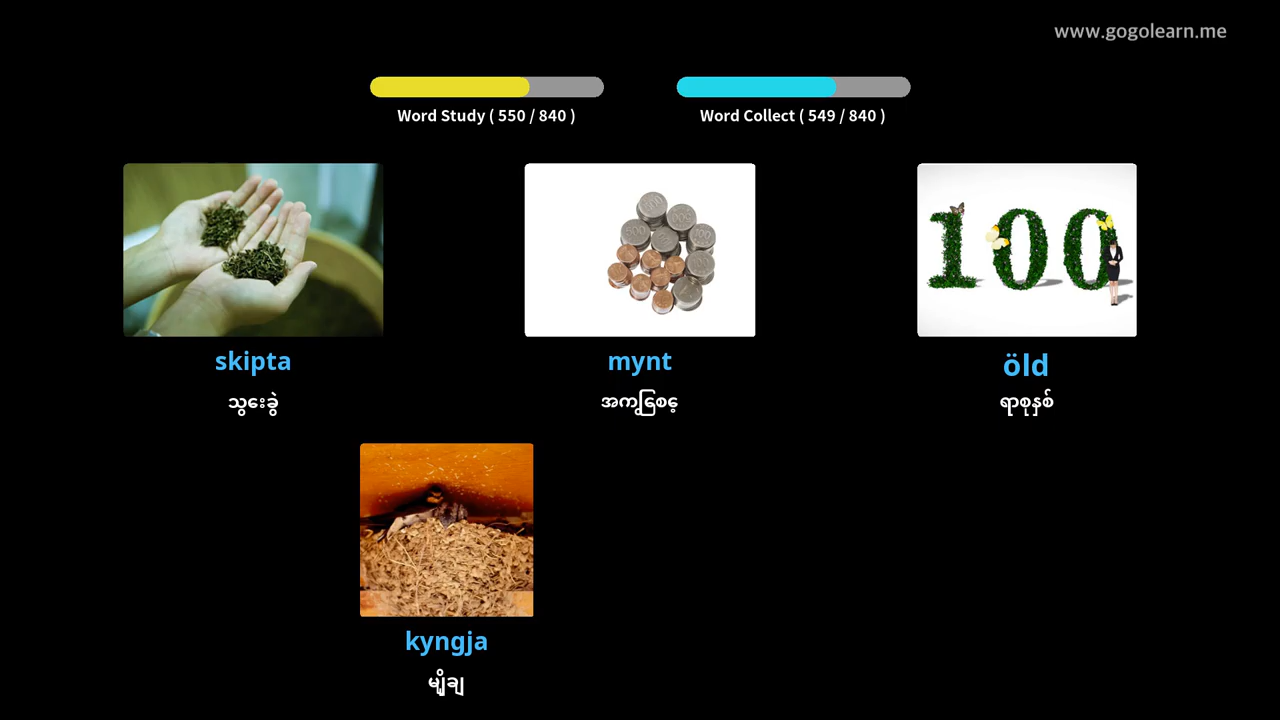 www.gogolearn.me
Word Study ( 550 / 840 )
Word Collect ( 549 / 840 )
skipta
mynt
öld
သွေးခွဲ
အကြွေစေ့
ရာစုနှစ်
kyngja
မျိုချ